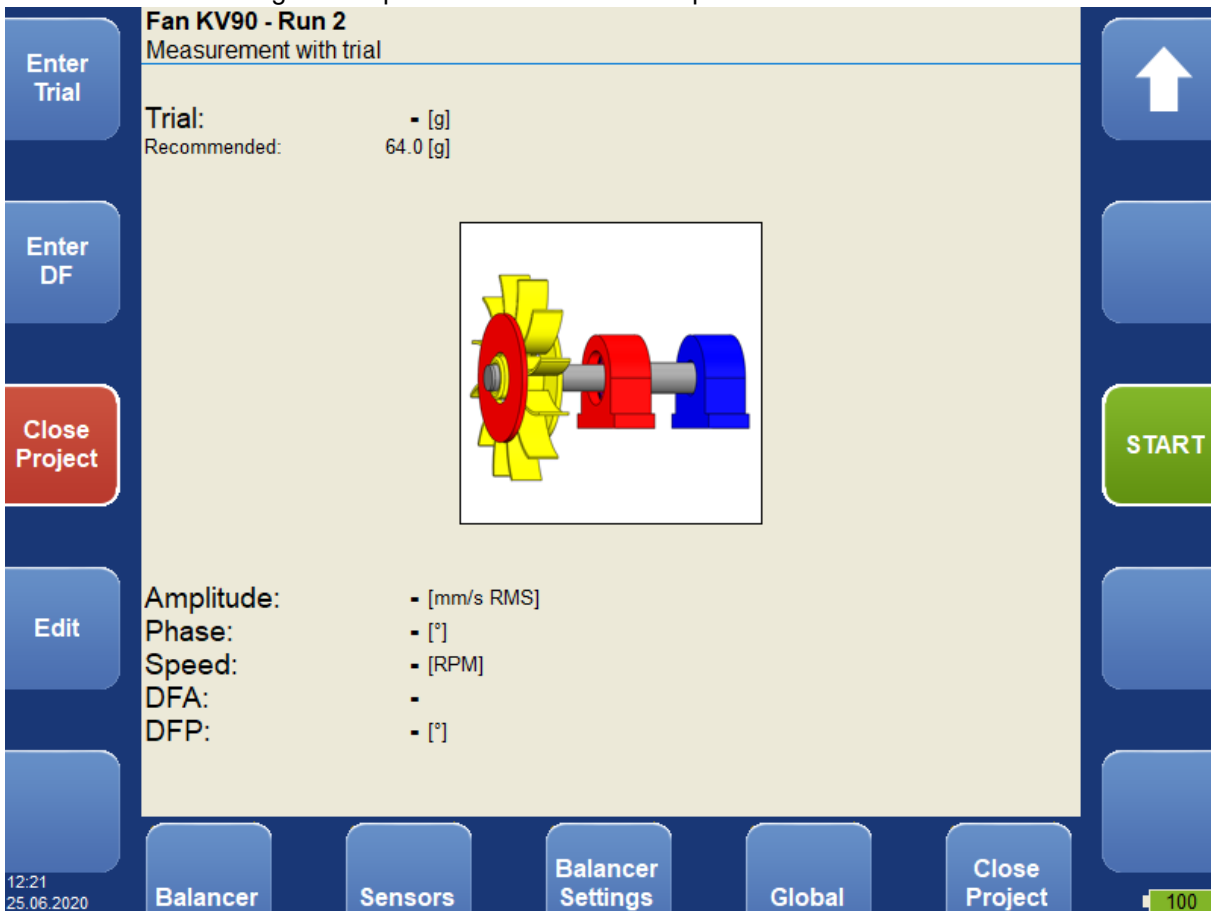 Fan KV90 - Run 2
Measurement with trial
Enter
Trial
Trial: - [g]
Recommended: 64.0 [g]
Enter
DF
Close
Project
START
Edit
Amplitude: - [mm/s RMS]
Phase: - [°]
Speed: - [RPM]
DFA: -
DFP: - [°]
12:21
25.06.2020
Balancer
Sensors
Balancer
Settings
Global
Close
Project
100